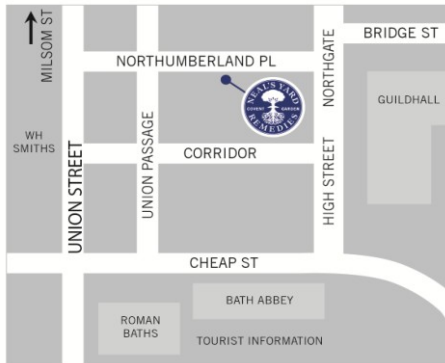 MILSOM ST
BRIDGE ST
NORTHUMBERLAND PL
NORTHGATE
NEAL'S YARD
COVENT GARDEN
REMEDIES
GUILDHALL
WH
SMITHS
UNION STREET
UNION PASSAGE
CORRIDOR
HIGH STREET
CHEAP ST
BATH ABBEY
ROMAN
BATHS
TOURIST INFORMATION